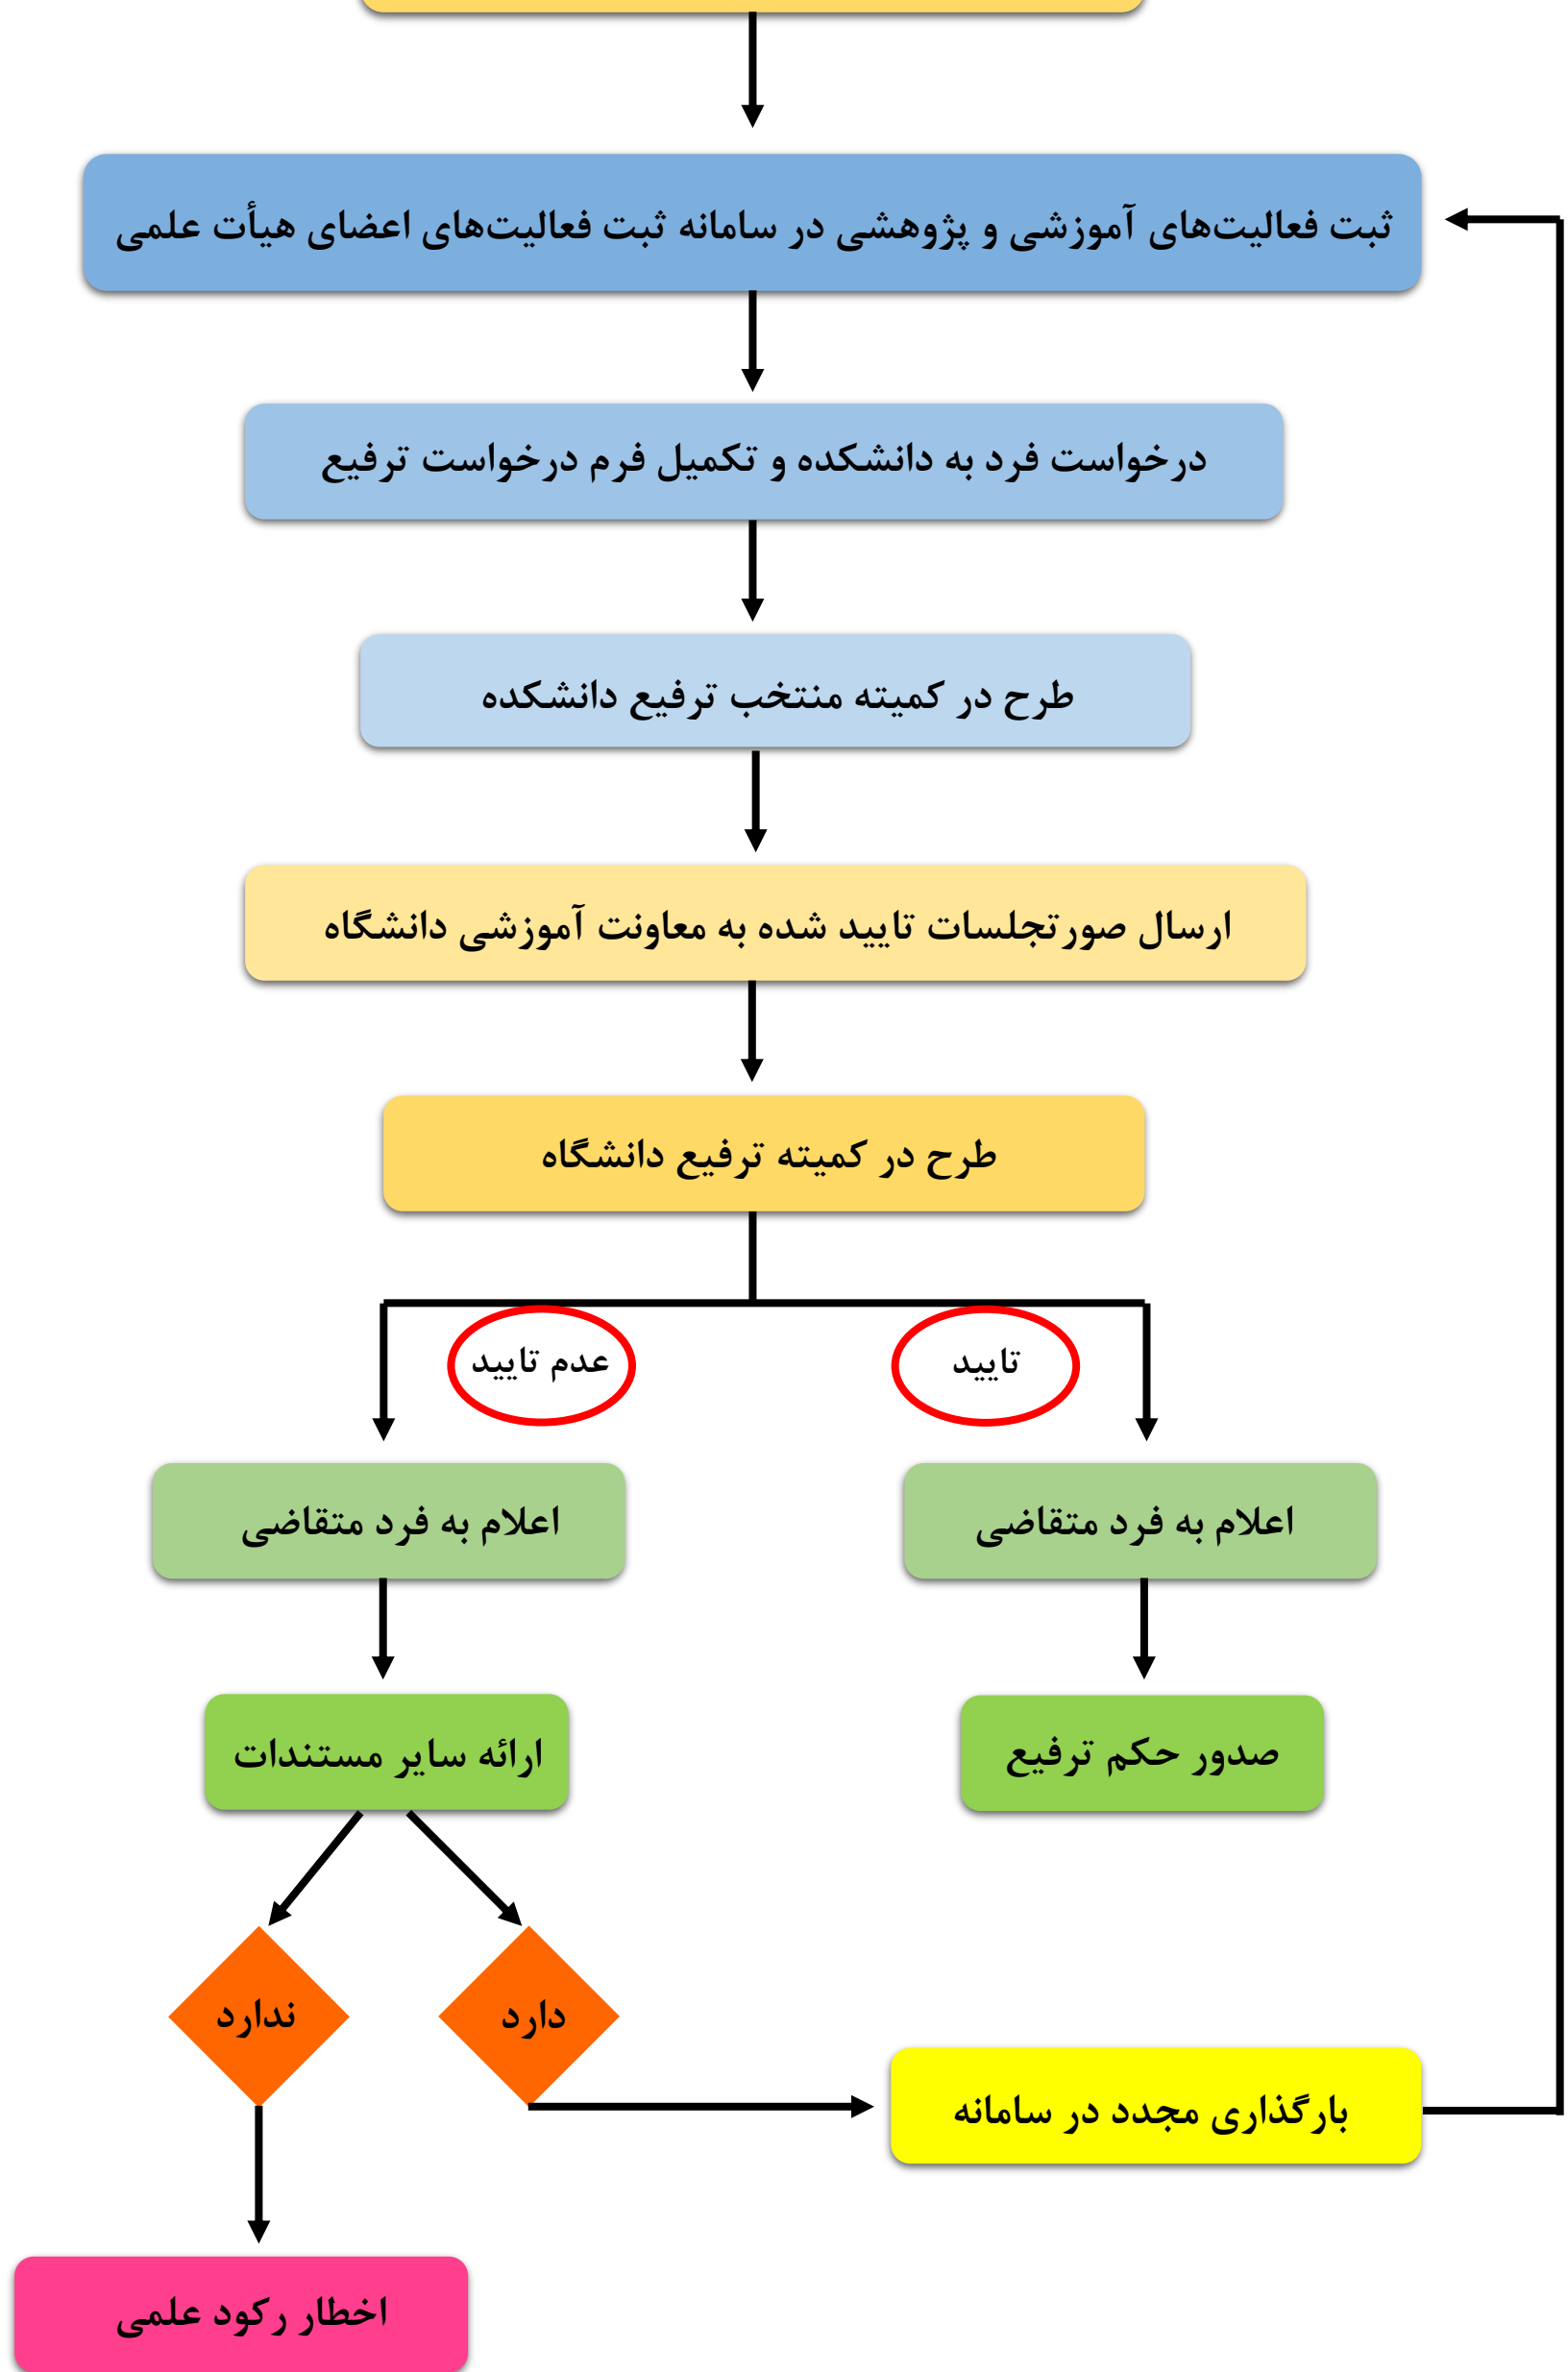 ثبت فعالیت‌های آموزشی و پژوهشی در سامانه ثبت فعالیت‌های اعضای هیأت علمی
درخواست فرد به دانشکده و تکمیل فرم درخواست ترفیع
طرح در کمیته منتخب ترفیع دانشکده
ارسال صورتجلسات تایید شده به معاونت آموزشی دانشگاه
طرح در کمیته ترفیع دانشگاه
تایید
عدم تایید
اعلام به فرد متقاضی
اعلام به فرد متقاضی
صدور حکم ترفیع
ارائه سایر مستندات
دارد
ندارد
بارگذاری مجدد در سامانه
اخطار رکود علمی